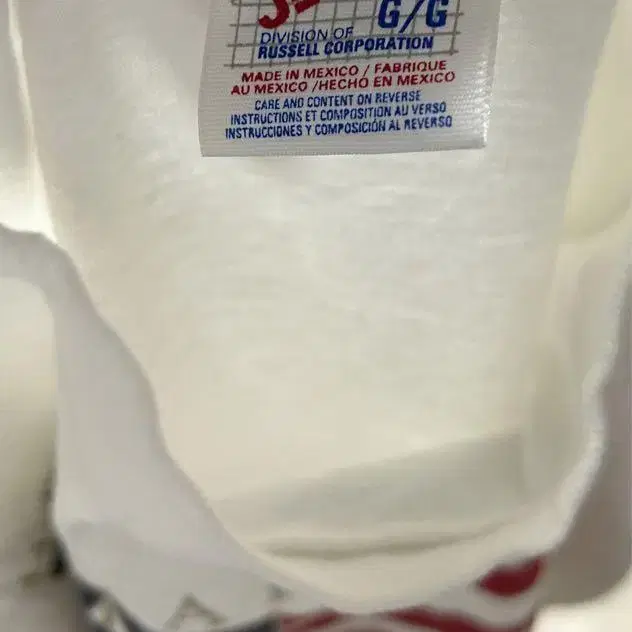 G/G
DIVISION OF
RUSSELL CORPORATION
MADE IN MEXICO / FABRIQUE
AU MEXICO /HECHO EN MEXICO
CARE AND CONTENT ON REVERSE
INSTRUCTIONS ET COMPOSITION AU VERSO
INSTRUCCIONES Y COMPOSICIÓN AL REVERSO